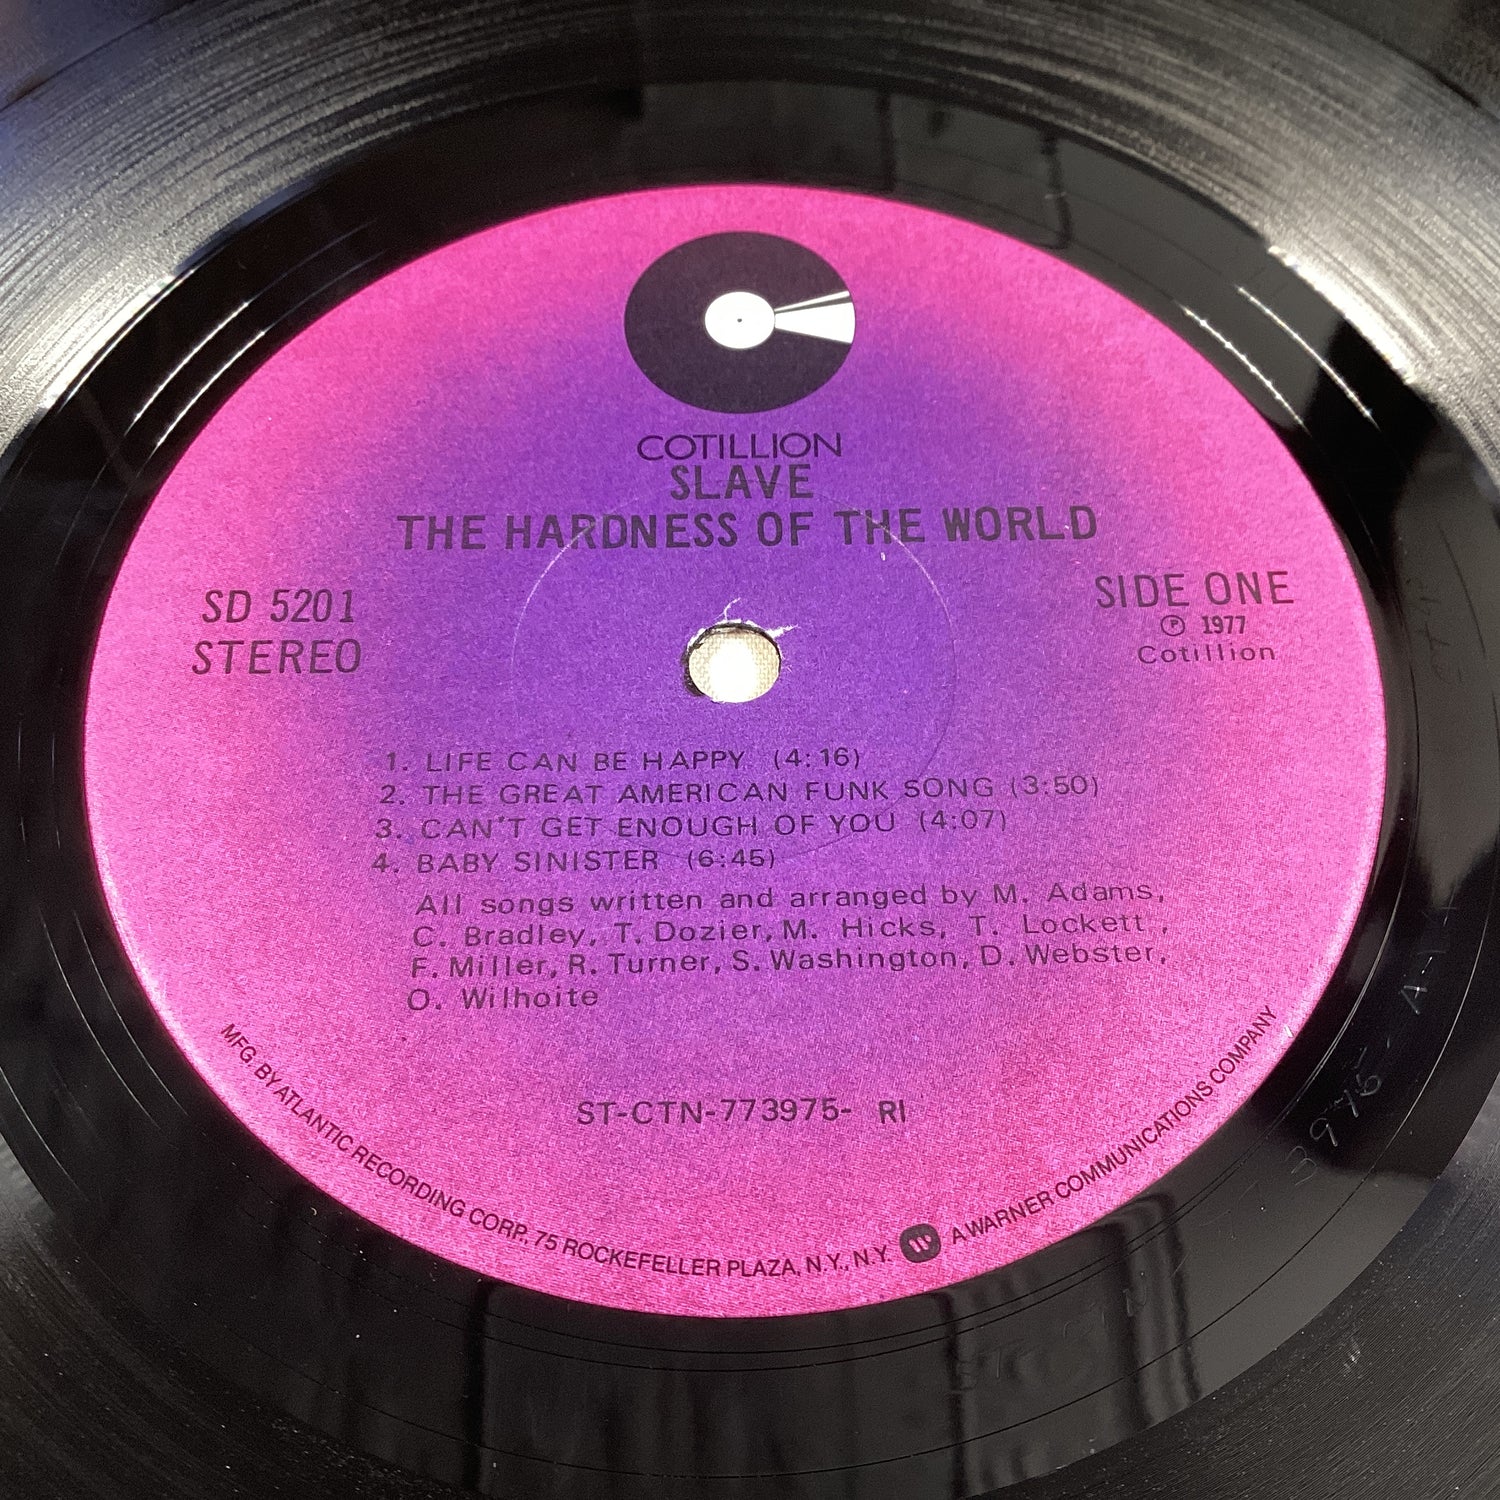 COTILLION
SLAVE
THE HARDNESS OF THE WORLD
SD 5201
STEREO
SIDE ONE
℗ 1977
Cotillion
1. LIFE CAN BE HAPPY (4:16)
2. THE GREAT AMERICAN FUNK SONG (3:50)
3. CAN'T GET ENOUGH OF YOU (4:07)
4. BABY SINISTER (6:45)
All songs written and arranged by M. Adams,
C. Bradley, T. Dozier, M. Hicks, T. Lockett,
F. Miller, R. Turner, S. Washington, D. Webster,
O. Wilhoite
ST-CTN-773975- RI
MFG. BY ATLANTIC RECORDING CORP., 75 ROCKEFELLER PLAZA, N.Y., N.Y. W A WARNER COMMUNICATIONS COMPANY